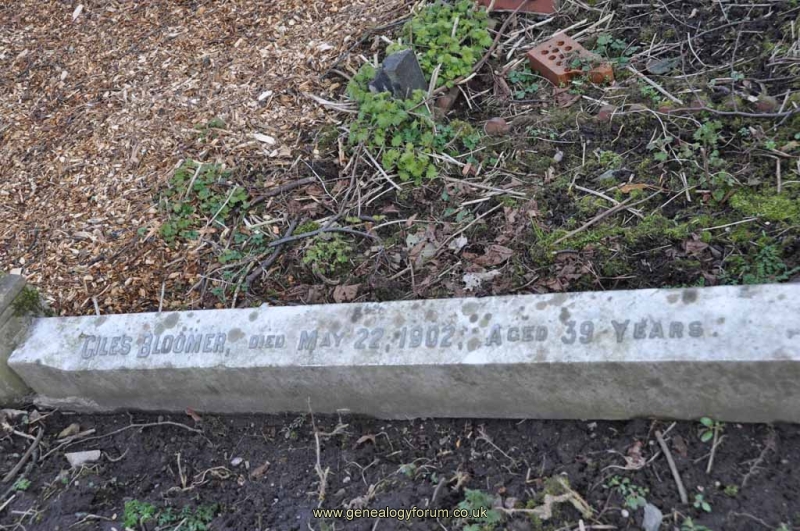 GILES BLOOMER, DIED MAY 22, 1902, AGED 39 YEARS
www.genealogyforum.co.uk